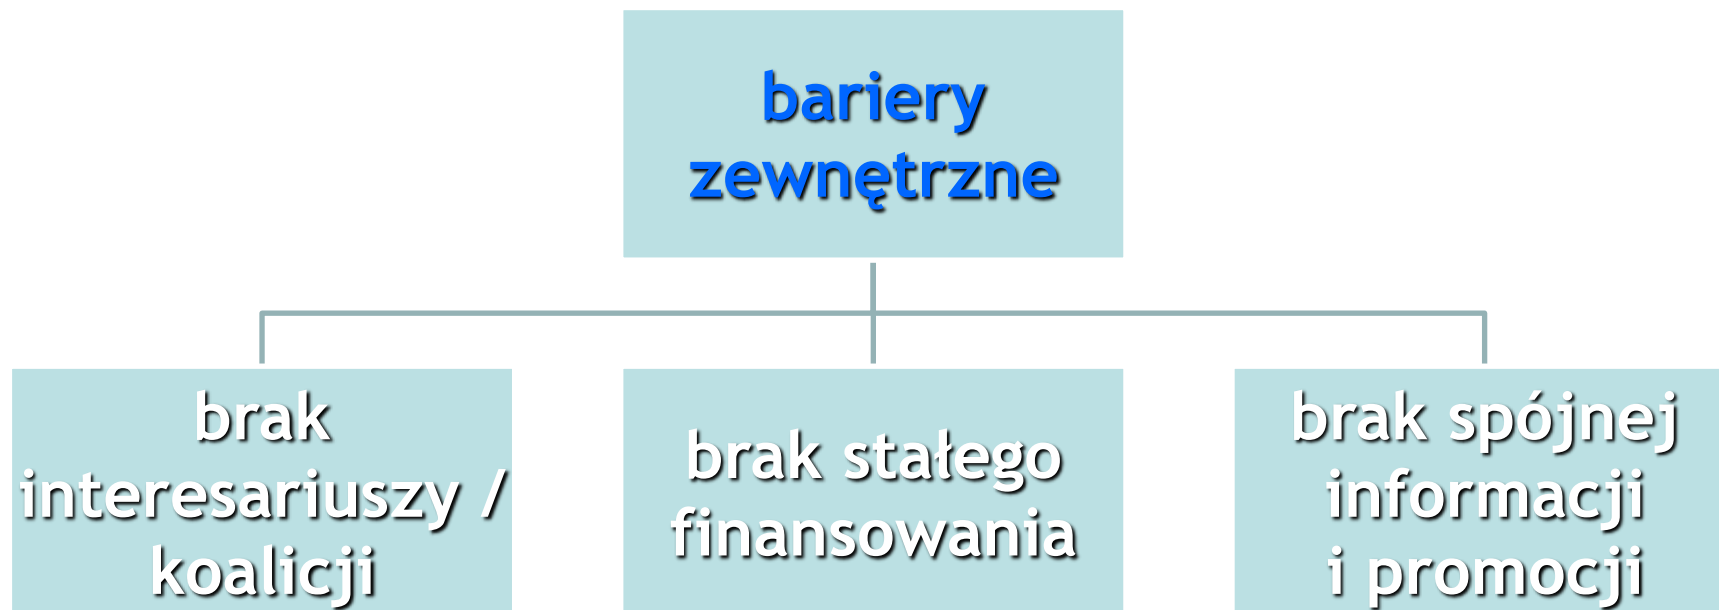 bariery
zewnętrzne
brak
interesariuszy /
koalicji
brak stałego
finansowania
brak spójnej
informacji
i promocji